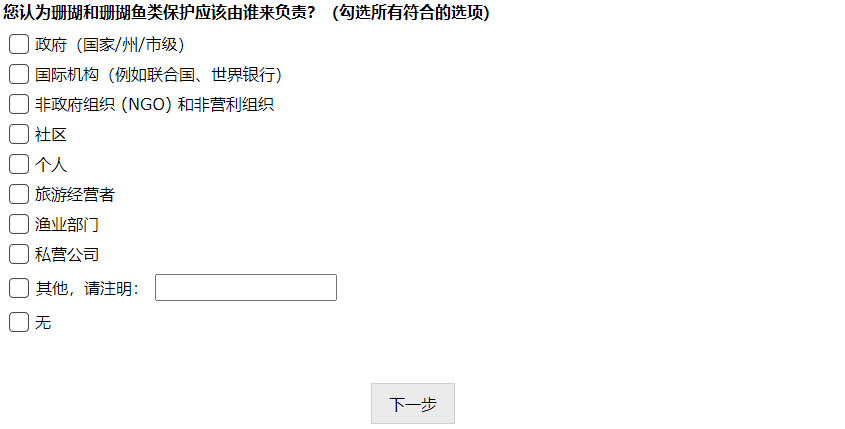 您认为珊瑚和珊瑚鱼类保护应该由谁来负责？（勾选所有符合的选项）
政府（国家/州/市级）
国际机构（例如联合国、世界银行）
非政府组织 (NGO) 和非营利组织
社区
个人
旅游经营者
渔业部门
私营公司
其他，请注明：
无
下一步